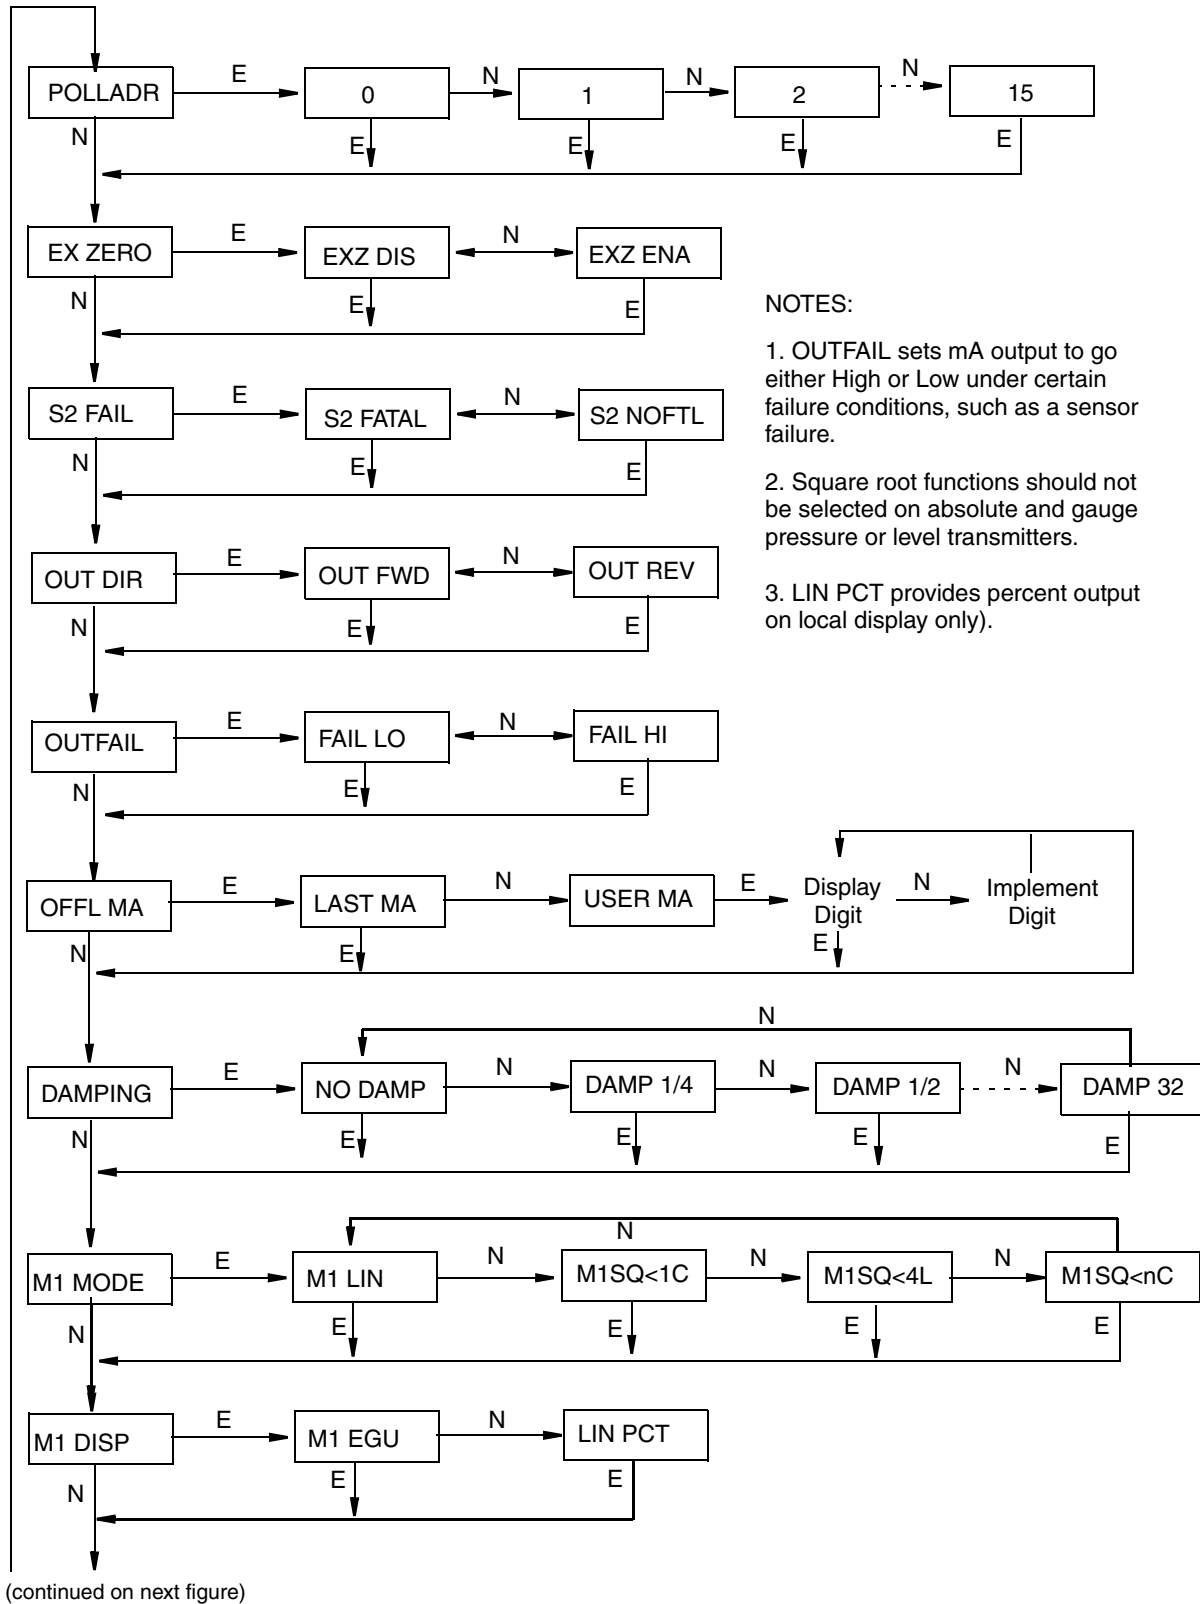 POLLADR
E
0
N
1
N
2
N
15
N
E
E
E
E
EX ZERO
E
EXZ DIS
N
EXZ ENA
N
E
E
NOTES:
1. OUTFAIL sets mA output to go
either High or Low under certain
failure conditions, such as a sensor
failure.
2. Square root functions should not
be selected on absolute and gauge
pressure or level transmitters.
3. LIN PCT provides percent output
on local display only).
S2 FAIL
E
S2 FATAL
N
S2 NOFTL
N
E
E
OUT DIR
E
OUT FWD
N
OUT REV
N
E
E
OUTFAIL
E
FAIL LO
N
FAIL HI
N
E
E
OFFL MA
E
LAST MA
N
USER MA
E
Display
Digit
N
Implement
Digit
N
E
E
N
DAMPING
E
NO DAMP
N
DAMP 1/4
N
DAMP 1/2
N
DAMP 32
N
E
E
E
E
N
M1 MODE
E
M1 LIN
N
M1SQ<1C
N
M1SQ<4L
N
M1SQ<nC
N
E
E
E
E
M1 DISP
E
M1 EGU
N
LIN PCT
N
E
E
(continued on next figure)